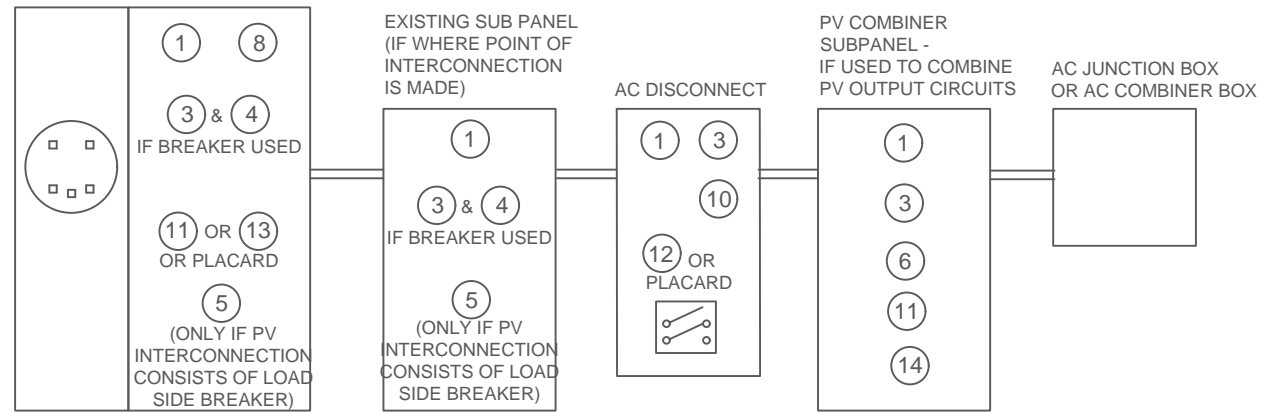 1 8
3 & 4
IF BREAKER USED
11 OR 13
OR PLACARD
5
(ONLY IF PV
INTERCONNECTION
CONSISTS OF LOAD
SIDE BREAKER)
EXISTING SUB PANEL
(IF WHERE POINT OF
INTERCONNECTION
IS MADE)
1
3 & 4
IF BREAKER USED
5
(ONLY IF PV
INTERCONNECTION
CONSISTS OF LOAD
SIDE BREAKER)
AC DISCONNECT
1 3
10
12 OR
PLACARD
PV COMBINER
SUBPANEL -
IF USED TO COMBINE
PV OUTPUT CIRCUITS
1
3
6
11
14
AC JUNCTION BOX
OR AC COMBINER BOX